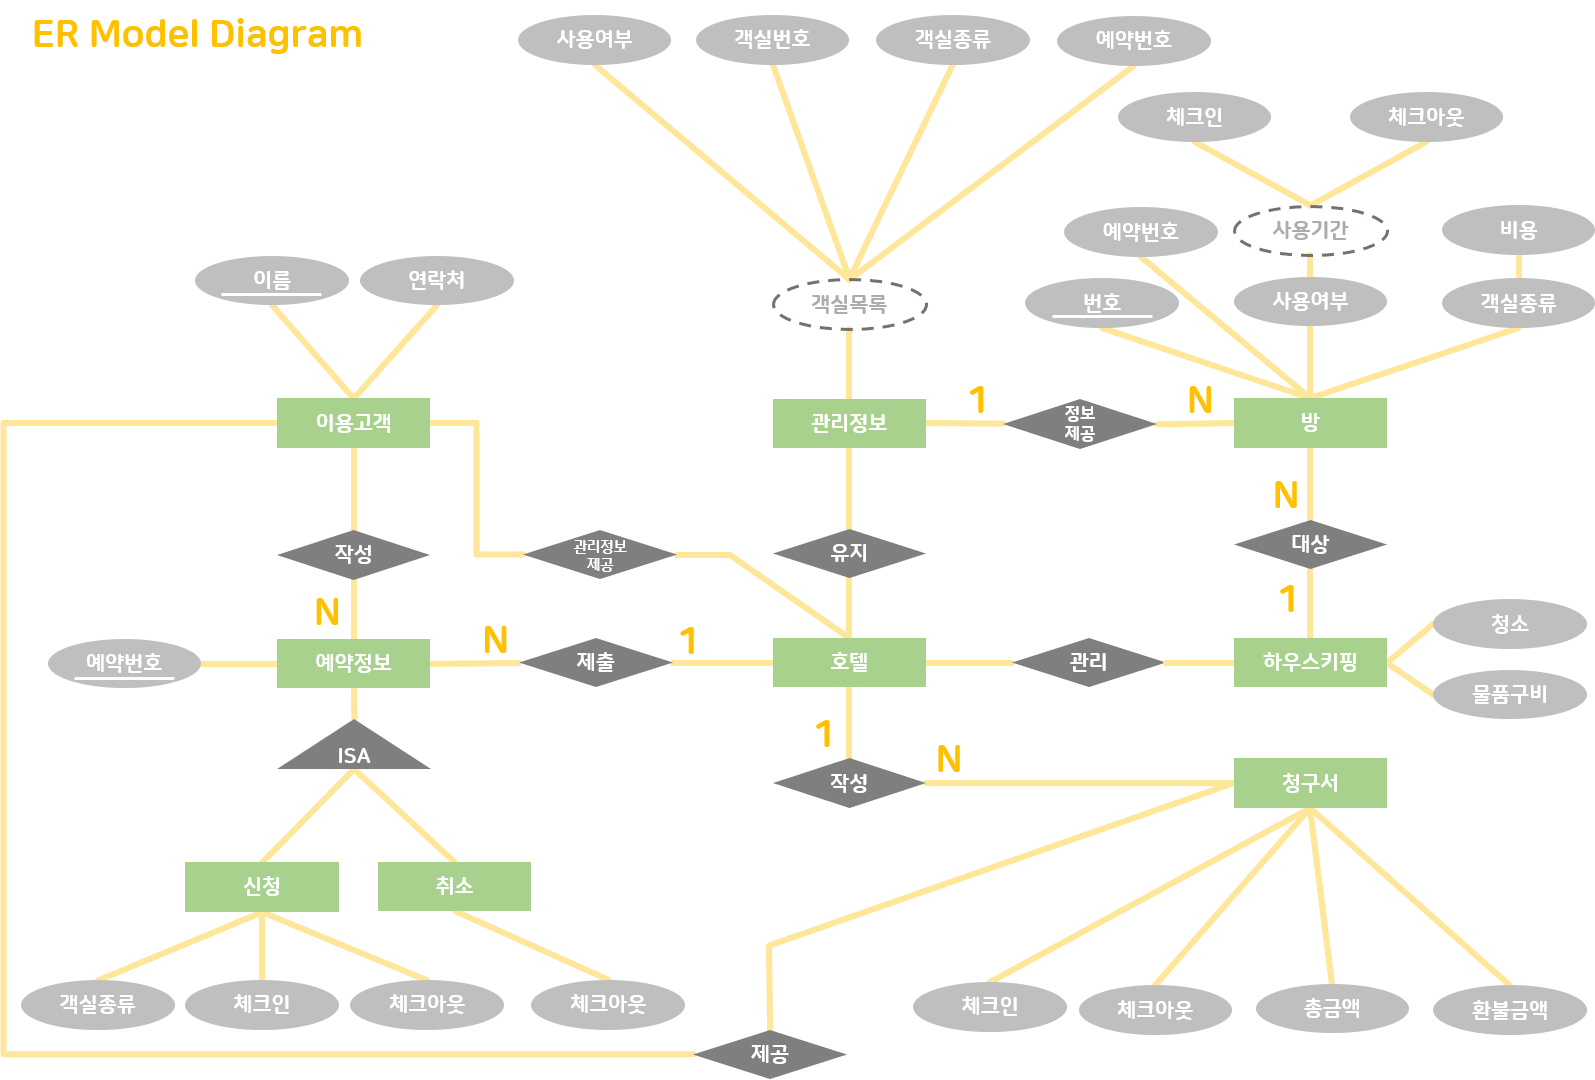 ER Model Diagram
사용여부
객실번호
객실종류
예약번호
체크인
체크아웃
예약번호
사용기간
비용
이름
연락처
객실목록
번호
사용여부
객실종류
이용고객
관리정보
1
정보
제공
N
방
N
작성
관리정보
제공
유지
대상
N
1
예약번호
예약정보
N
제출
1
호텔
관리
하우스키핑
청소
물품구비
ISA
1
작성
N
청구서
신청
취소
객실종류
체크인
체크아웃
체크아웃
체크인
체크아웃
총금액
환불금액
제공